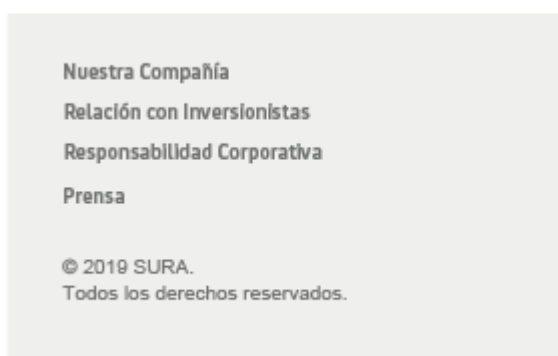 Nuestra Compañía
Relación con Inversionistas
Responsabilidad Corporativa
Prensa
© 2019 SURA.
Todos los derechos reservados.